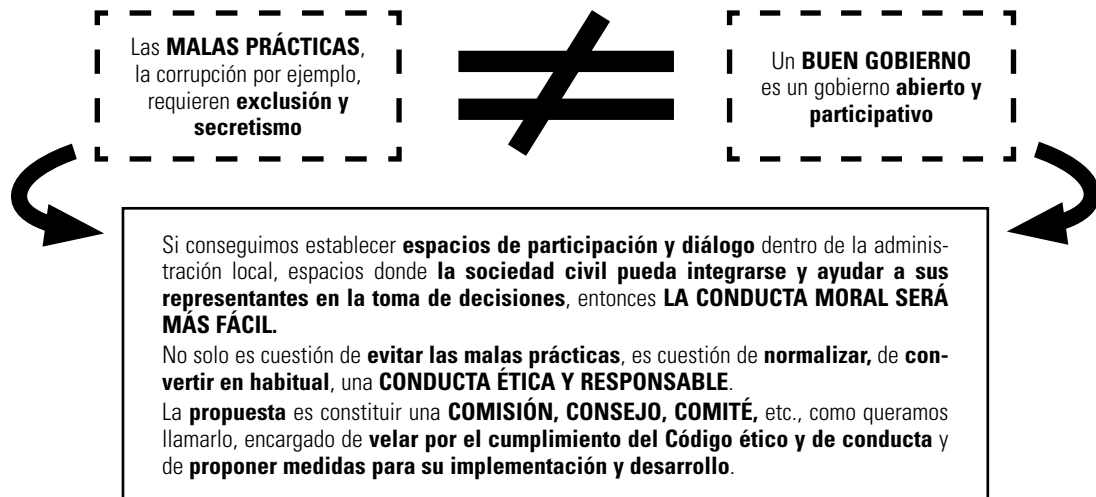 Las MALAS PRÁCTICAS,
la corrupción por ejemplo,
requieren exclusión y
secretismo
Un BUEN GOBIERNO
es un gobierno abierto y
participativo
Si conseguimos establecer espacios de participación y diálogo dentro de la adminis-
tración local, espacios donde la sociedad civil pueda integrarse y ayudar a sus
representantes en la toma de decisiones, entonces LA CONDUCTA MORAL SERÁ
MÁS FÁCIL.
No solo es cuestión de evitar las malas prácticas, es cuestión de normalizar, de con-
vertir en habitual, una CONDUCTA ÉTICA Y RESPONSABLE.
La propuesta es constituir una COMISIÓN, CONSEJO, COMITÉ, etc., como queramos
llamarlo, encargado de velar por el cumplimiento del Código ético y de conducta y
de proponer medidas para su implementación y desarrollo.